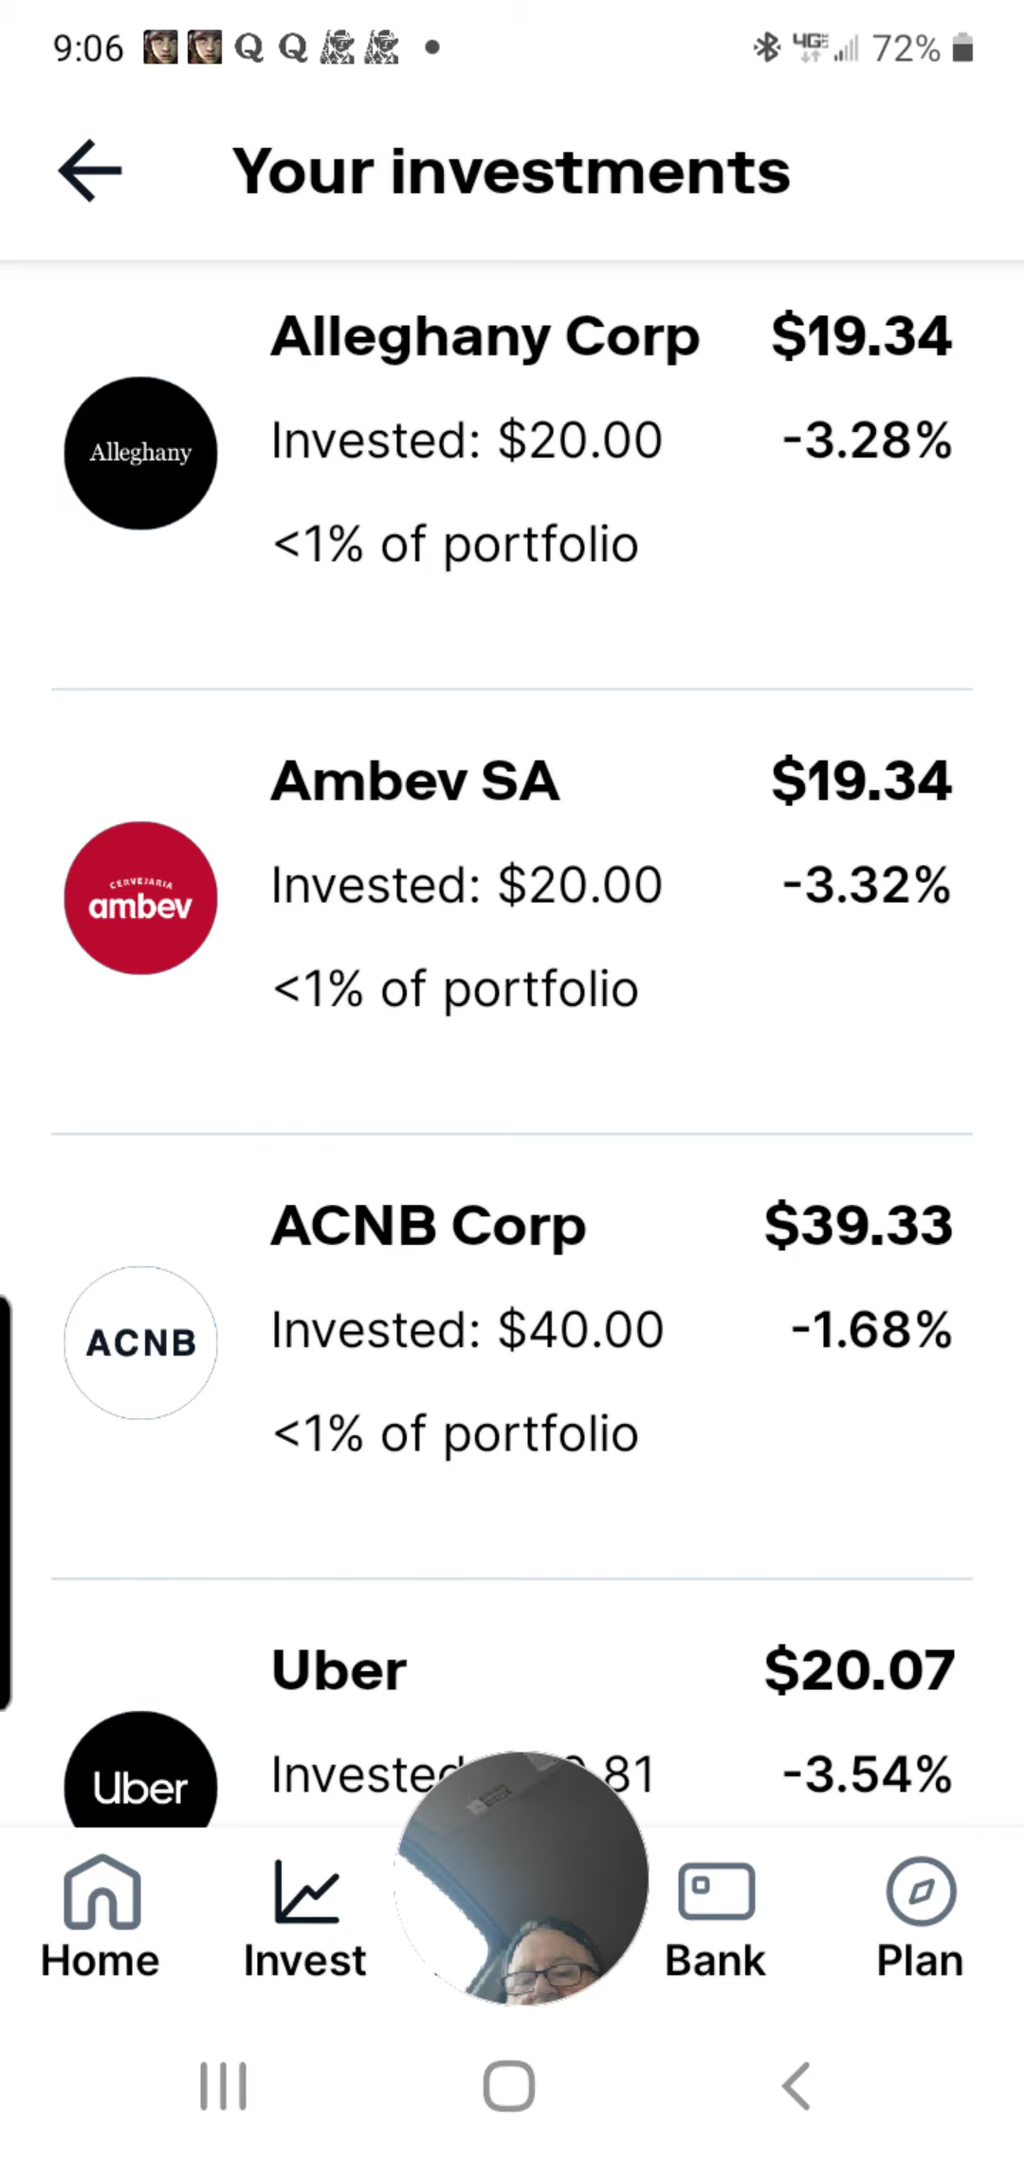 9:06 Q Q 4GE 72%
Your investments
Alleghany Corp $19.34
Alleghany
Invested: $20.00 -3.28%
<1% of portfolio
Ambev SA $19.34
CERVEJARIA
ambev
Invested: $20.00 -3.32%
<1% of portfolio
ACNB Corp $39.33
ACNB
Invested: $40.00 -1.68%
<1% of portfolio
Uber $20.07
Uber
Invested .81 -3.54%
Home Invest Bank Plan